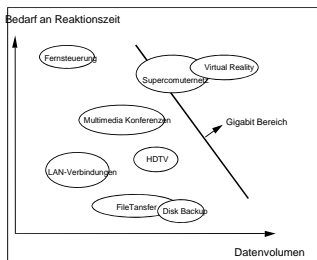 Bedarf an Reaktionszeit
Fernsteuerung
Virtual Reality
Supercomuternetz
Multimedia Konferenzen
Gigabit Bereich
HDTV
LAN-Verbindungen
FileTansfer
Disk Backup
Datenvolumen